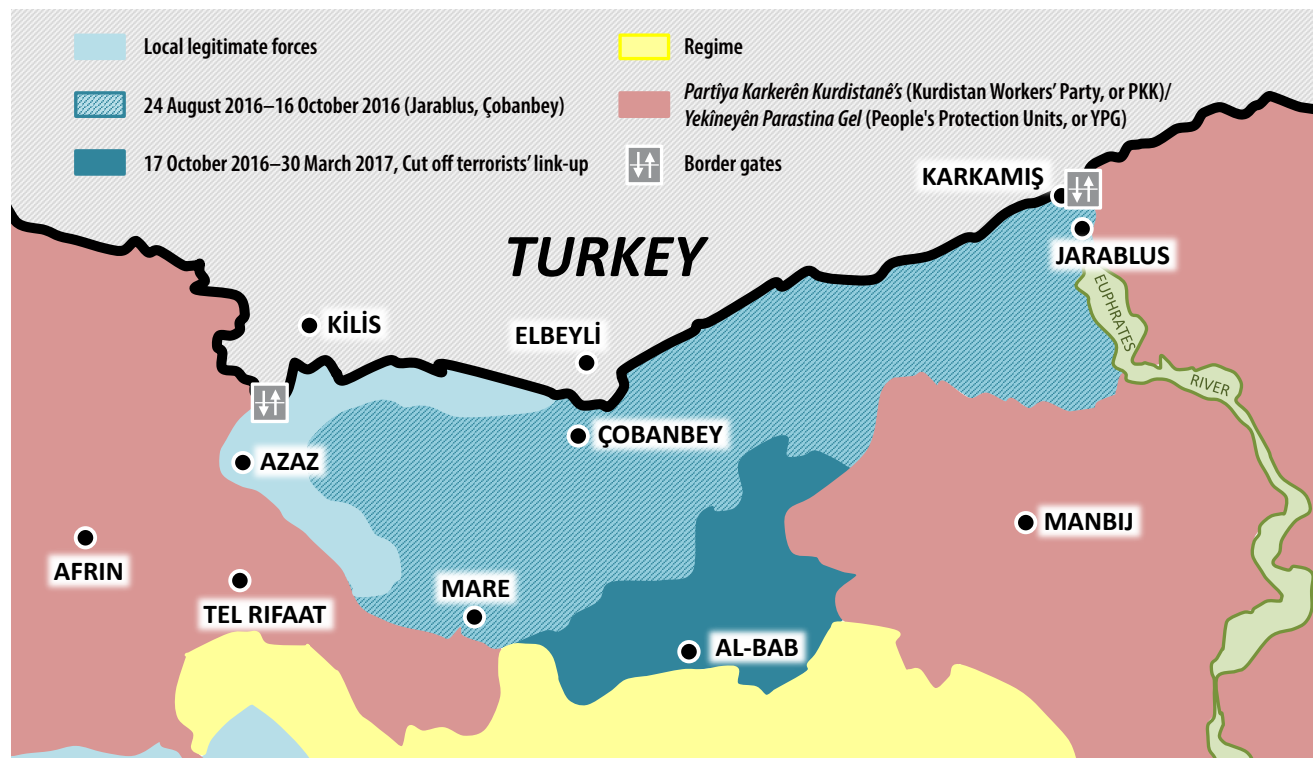 Local legitimate forces
24 August 2016–16 October 2016 (Jarablus, Çobanbey)
17 October 2016–30 March 2017, Cut off terrorists’ link-up
Regime
Partîya Karkerên Kurdistanê’s (Kurdistan Workers’ Party, or PKK)/
Yekîneyên Parastina Gel (People's Protection Units, or YPG)
Border gates
KARKAMIŞ
TURKEY
JARABLUS
EUPHRATES
RIVER
KİLİS
ELBEYLİ
ÇOBANBEY
AZAZ
MANBIJ
AFRIN
TEL RIFAAT
MARE
AL-BAB